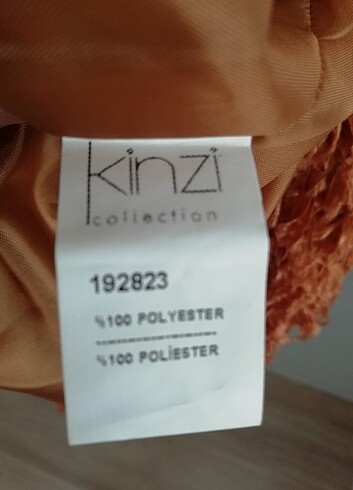 kinzi
collection
192823
%100 POLYESTER
%100 POLİESTER